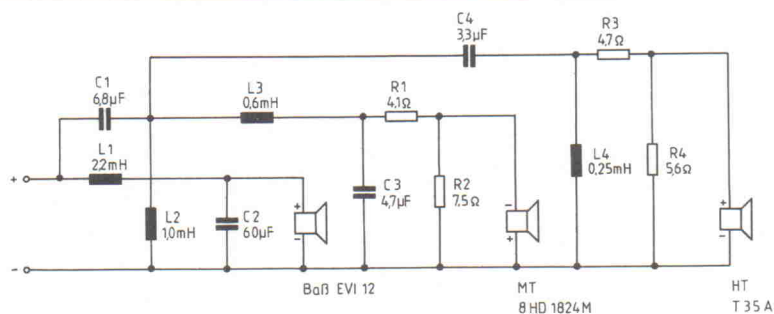 C4
3,3µF
R3
4,7Ω
C1
6,8µF
L3
0,6mH
R1
4,1Ω
L1
2,2mH
L2
1,0mH
C2
60µF
C3
4,7µF
R2
7,5Ω
L4
0,25mH
R4
5,6Ω
+
-
+
-
-
+
+
-
Baß EVI 12
MT
8 HD 1824 M
HT
T 35 A